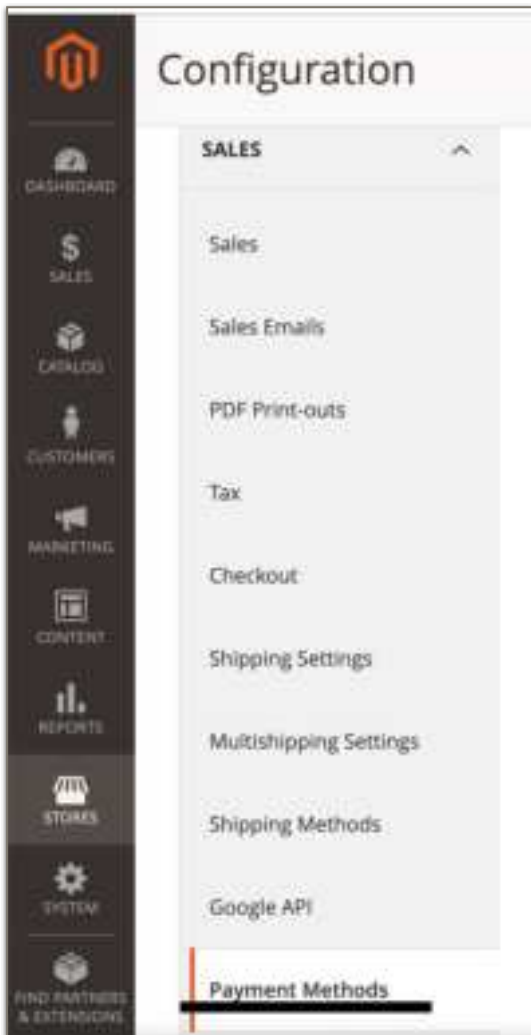 Configuration
DASHBOARD
SALES
CATALOG
CUSTOMERS
MARKETING
CONTENT
REPORTS
STORES
SYSTEM
FIND PARTNERS
& EXTENSIONS
SALES
Sales
Sales Emails
PDF Print-outs
Tax
Checkout
Shipping Settings
Multishipping Settings
Shipping Methods
Google API
Payment Methods